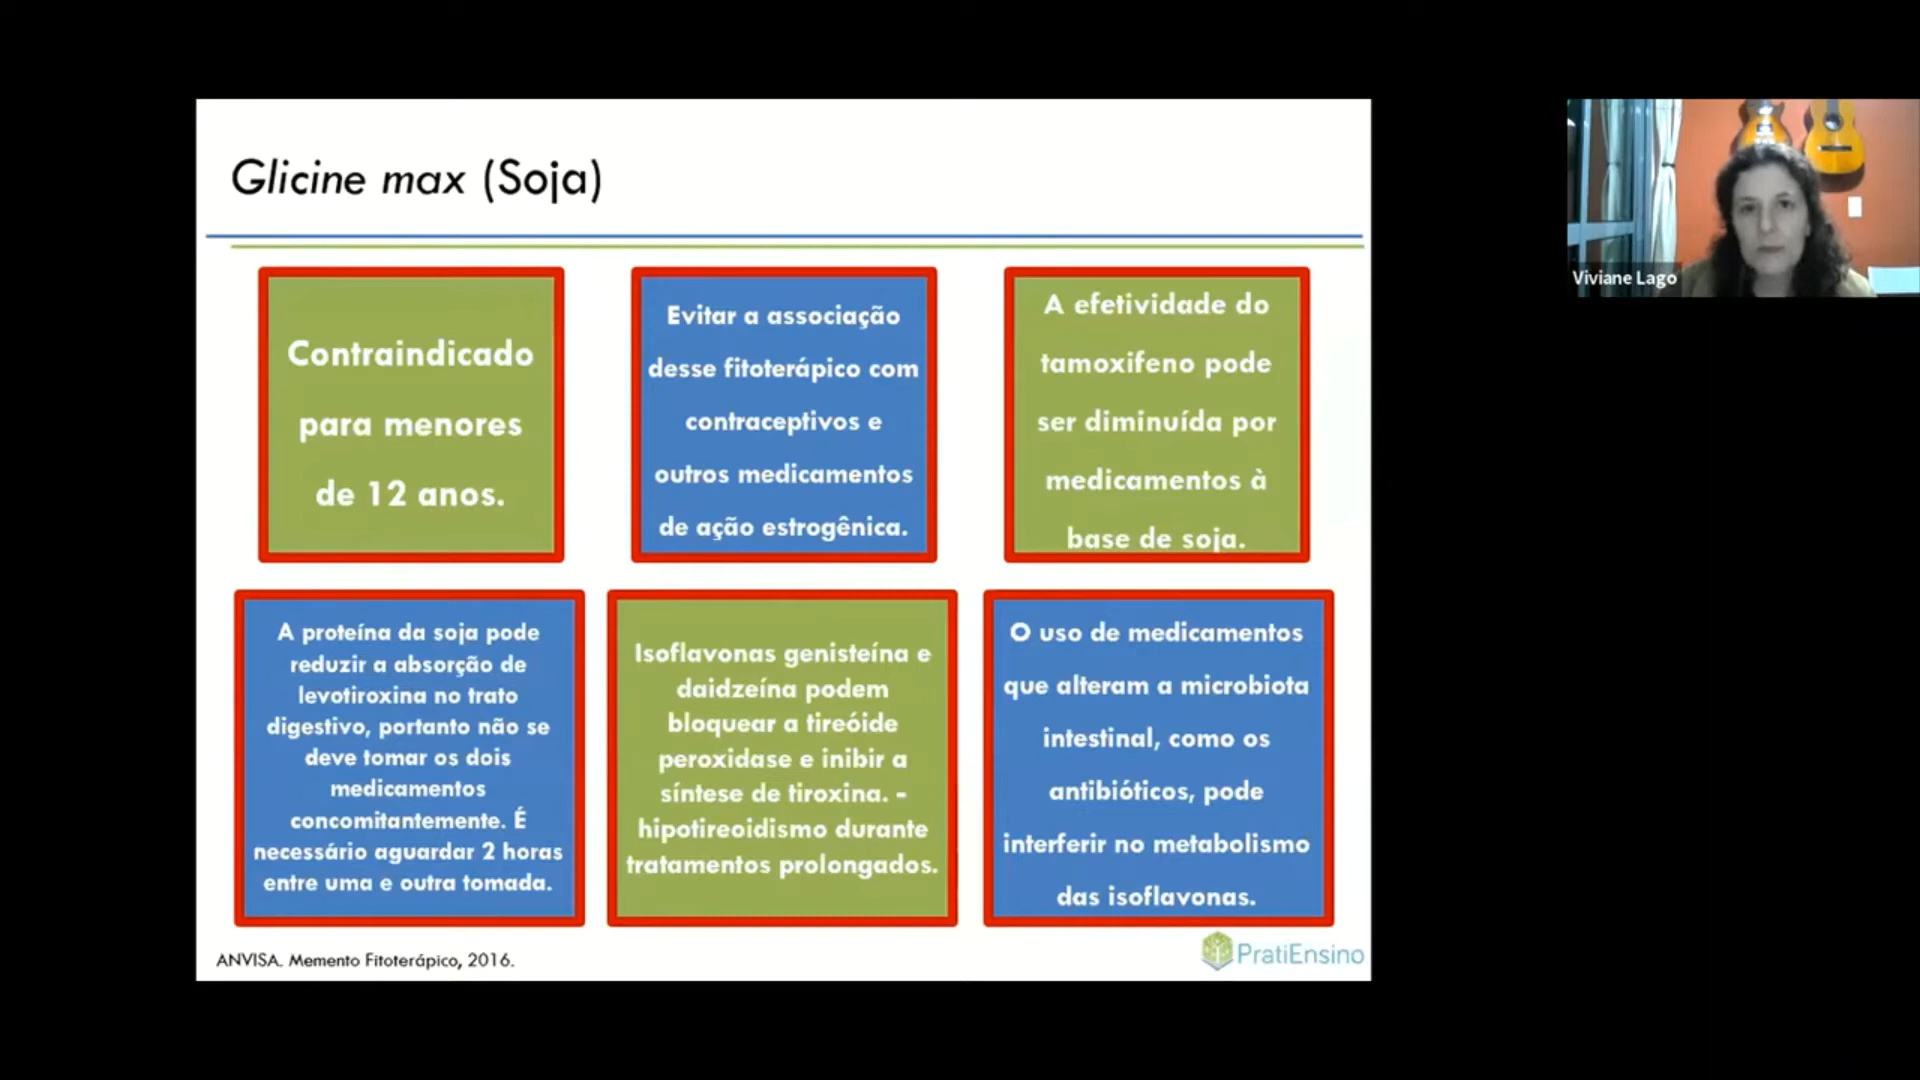 Glicine max (Soja)
Contraindicado
para menores
de 12 anos.
Evitar a associação
desse fitoterápico com
contraceptivos e
outros medicamentos
de ação estrogênica.
A efetividade do
tamoxifeno pode
ser diminuída por
medicamentos à
base de soja.
A proteína da soja pode
reduzir a absorção de
levotiroxina no trato
digestivo, portanto não se
deve tomar os dois
medicamentos
concomitantemente. É
necessário aguardar 2 horas
entre uma e outra tomada.
Isoflavonas genisteína e
daidzeína podem
bloquear a tireóide
peroxidase e inibir a
síntese de tiroxina. -
hipotireoidismo durante
tratamentos prolongados.
O uso de medicamentos
que alteram a microbiota
intestinal, como os
antibióticos, pode
interferir no metabolismo
das isoflavonas.
ANVISA. Memento Fitoterápico, 2016.
PratiEnsino
Viviane Lago